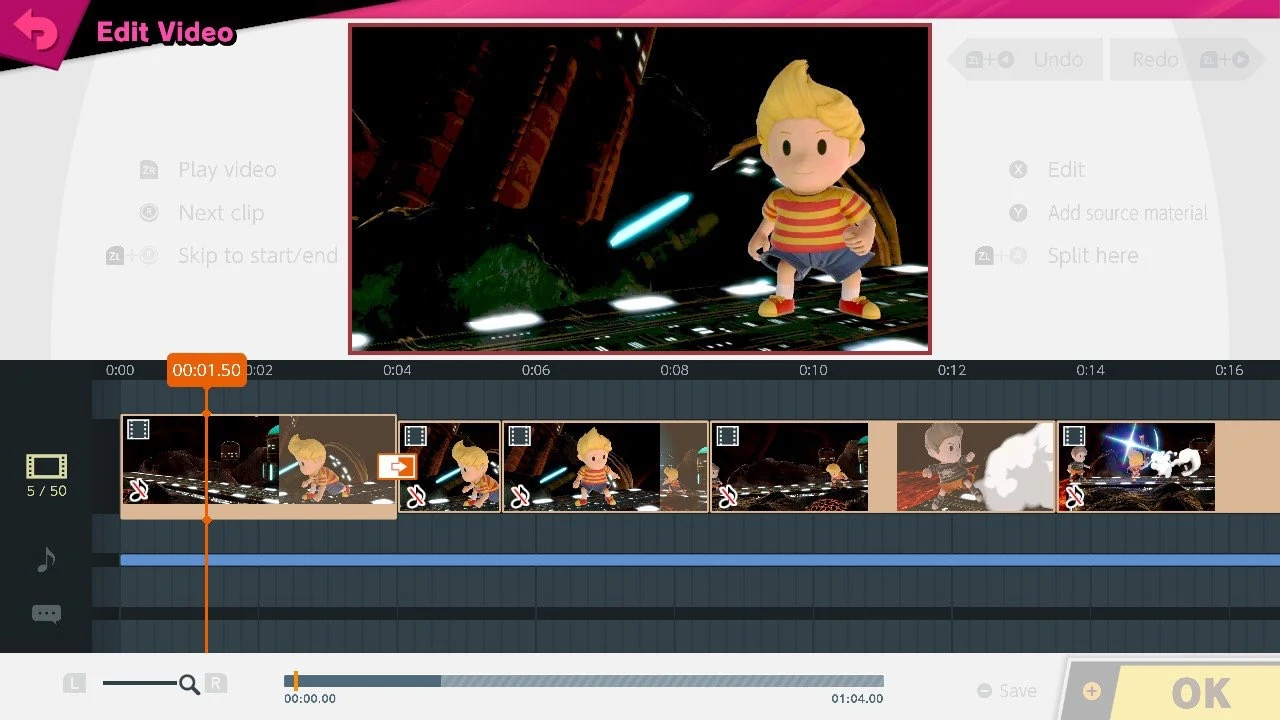 Edit Video
ZL+ Undo
Redo ZL+
ZR Play video
R Next clip
ZL+ Skip to start/end
X Edit
Y Add source material
ZL+A Split here
0:00 00:01.50 0:02 0:04 0:06 0:08 0:10 0:12 0:14 0:16
5 / 50
L R
00:00.00 01:04.00
Save
OK